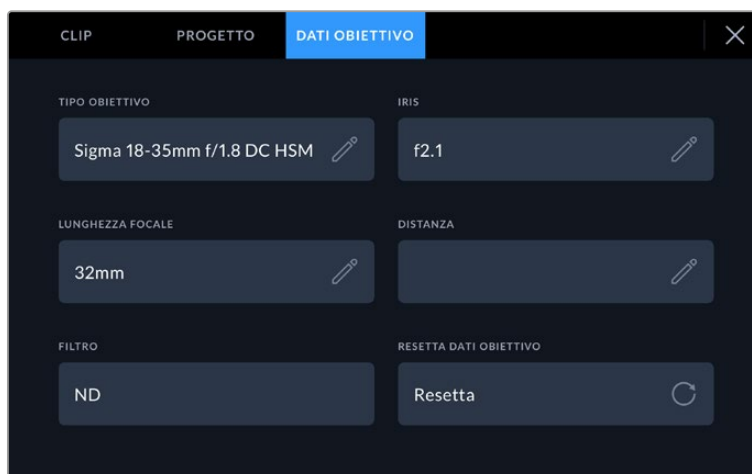 CLIP PROGETTO DATI OBIETTIVO
TIPO OBIETTIVO IRIS
Sigma 18-35mm f/1.8 DC HSM f2.1
LUNGHEZZA FOCALE DISTANZA
32mm
FILTRO RESETTA DATI OBIETTIVO
ND Resetta